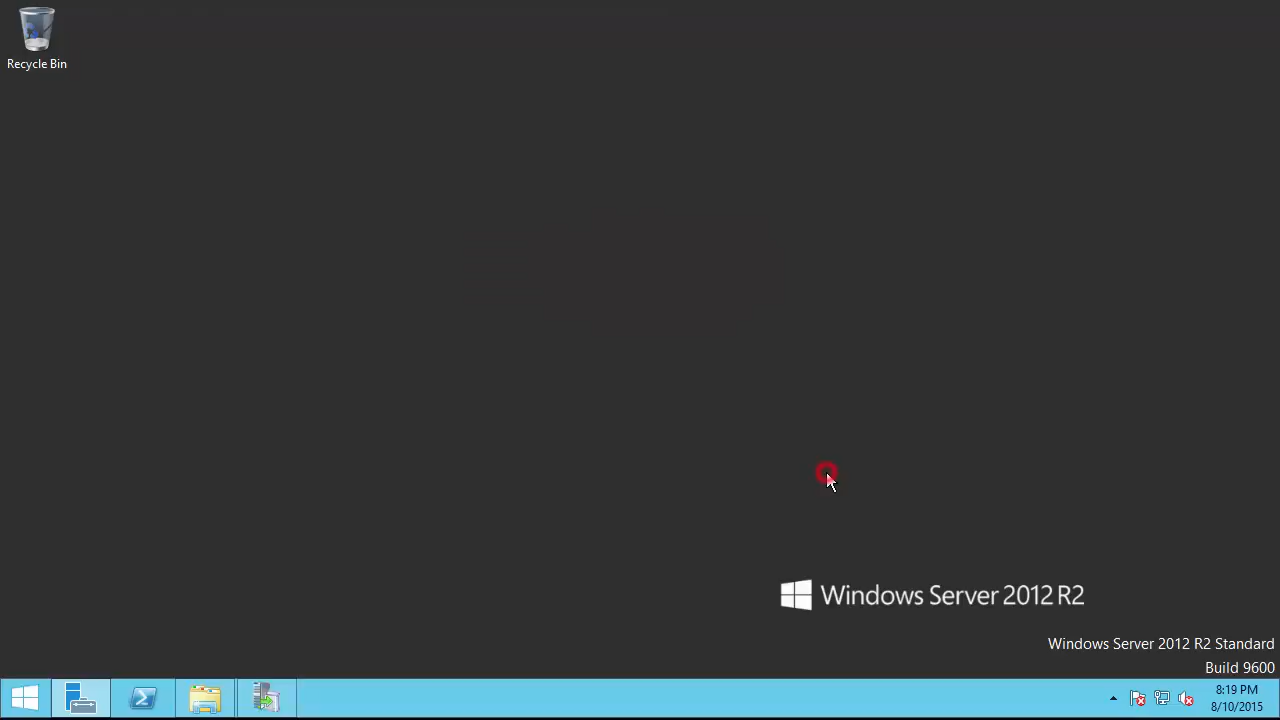 Recycle Bin
Windows Server 2012 R2
Windows Server 2012 R2 Standard
Build 9600
8:19 PM
8/10/2015